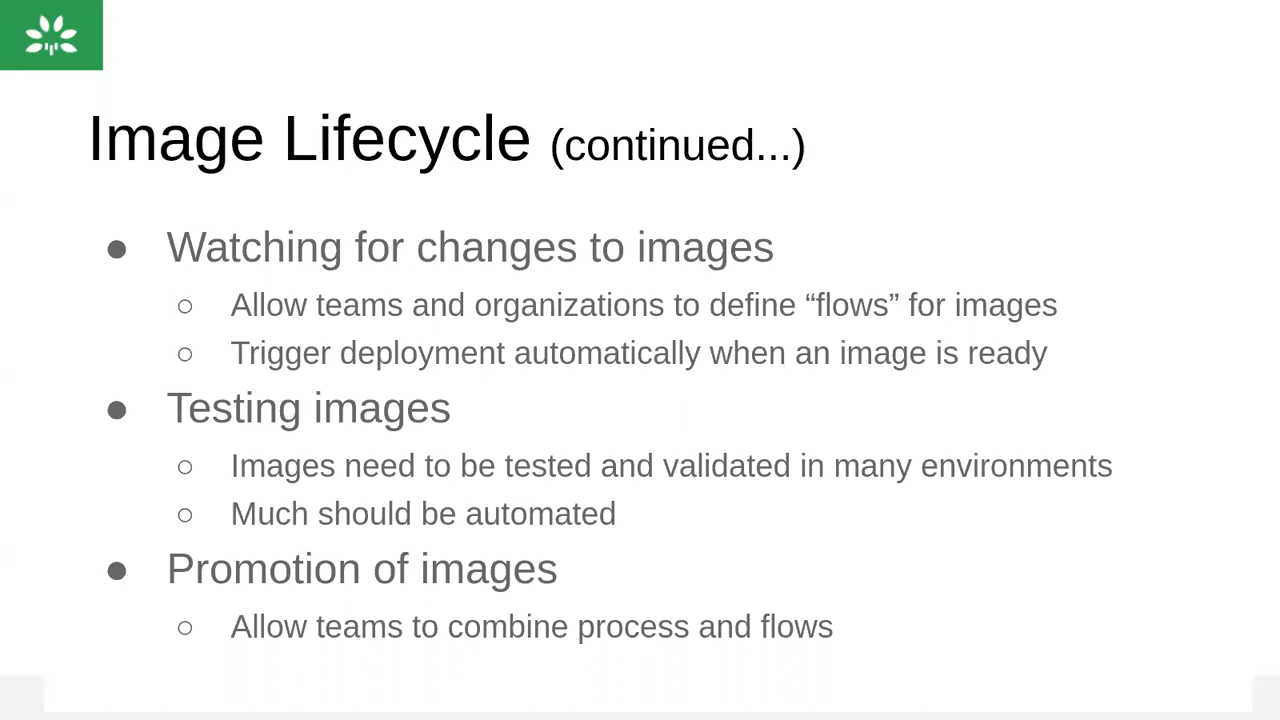 Image Lifecycle (continued...)
● Watching for changes to images
○ Allow teams and organizations to define “flows” for images
○ Trigger deployment automatically when an image is ready
● Testing images
○ Images need to be tested and validated in many environments
○ Much should be automated
● Promotion of images
○ Allow teams to combine process and flows